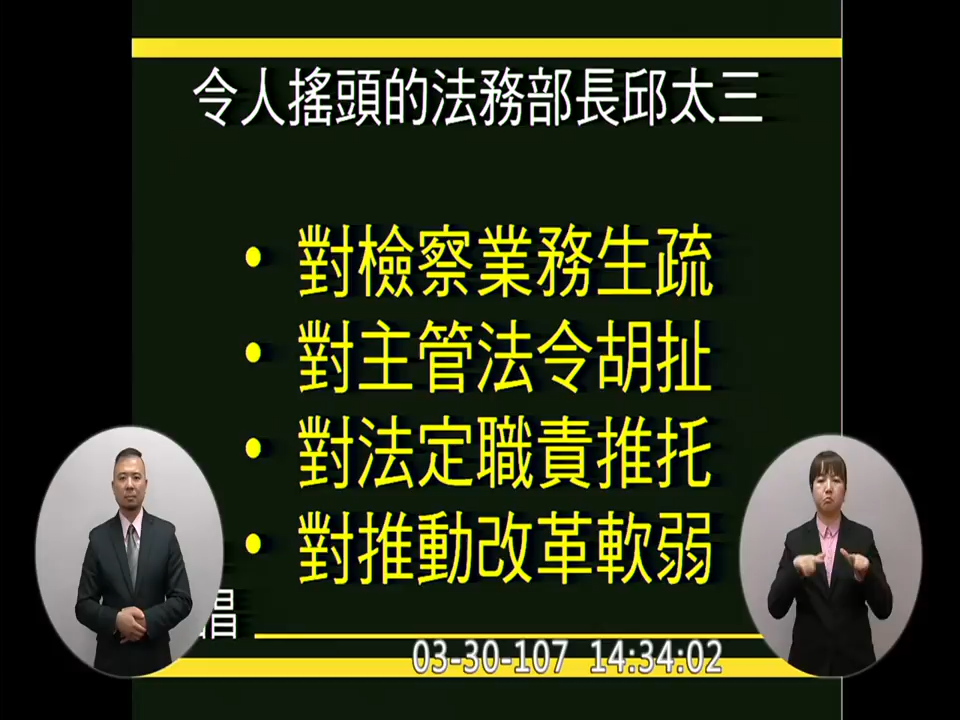 令人搖頭的法務部長邱太三
• 對檢察業務生疏
• 對主管法令胡扯
• 對法定職責推托
• 對推動改革軟弱
昌
03-30-107 14:34:02